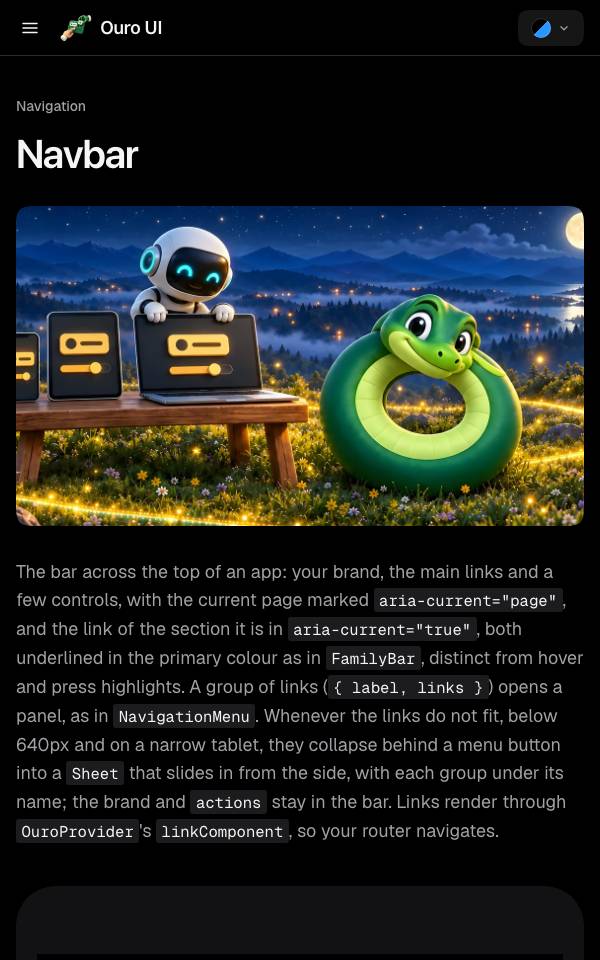 Ouro UI
Navigation
Navbar
The bar across the top of an app: your brand, the main links and a
few controls, with the current page marked aria-current="page",
and the link of the section it is in aria-current="true", both
underlined in the primary colour as in FamilyBar, distinct from hover
and press highlights. A group of links ({ label, links }) opens a
panel, as in NavigationMenu. Whenever the links do not fit, below
640px and on a narrow tablet, they collapse behind a menu button
into a Sheet that slides in from the side, with each group under its
name; the brand and actions stay in the bar. Links render through
OuroProvider's linkComponent, so your router navigates.